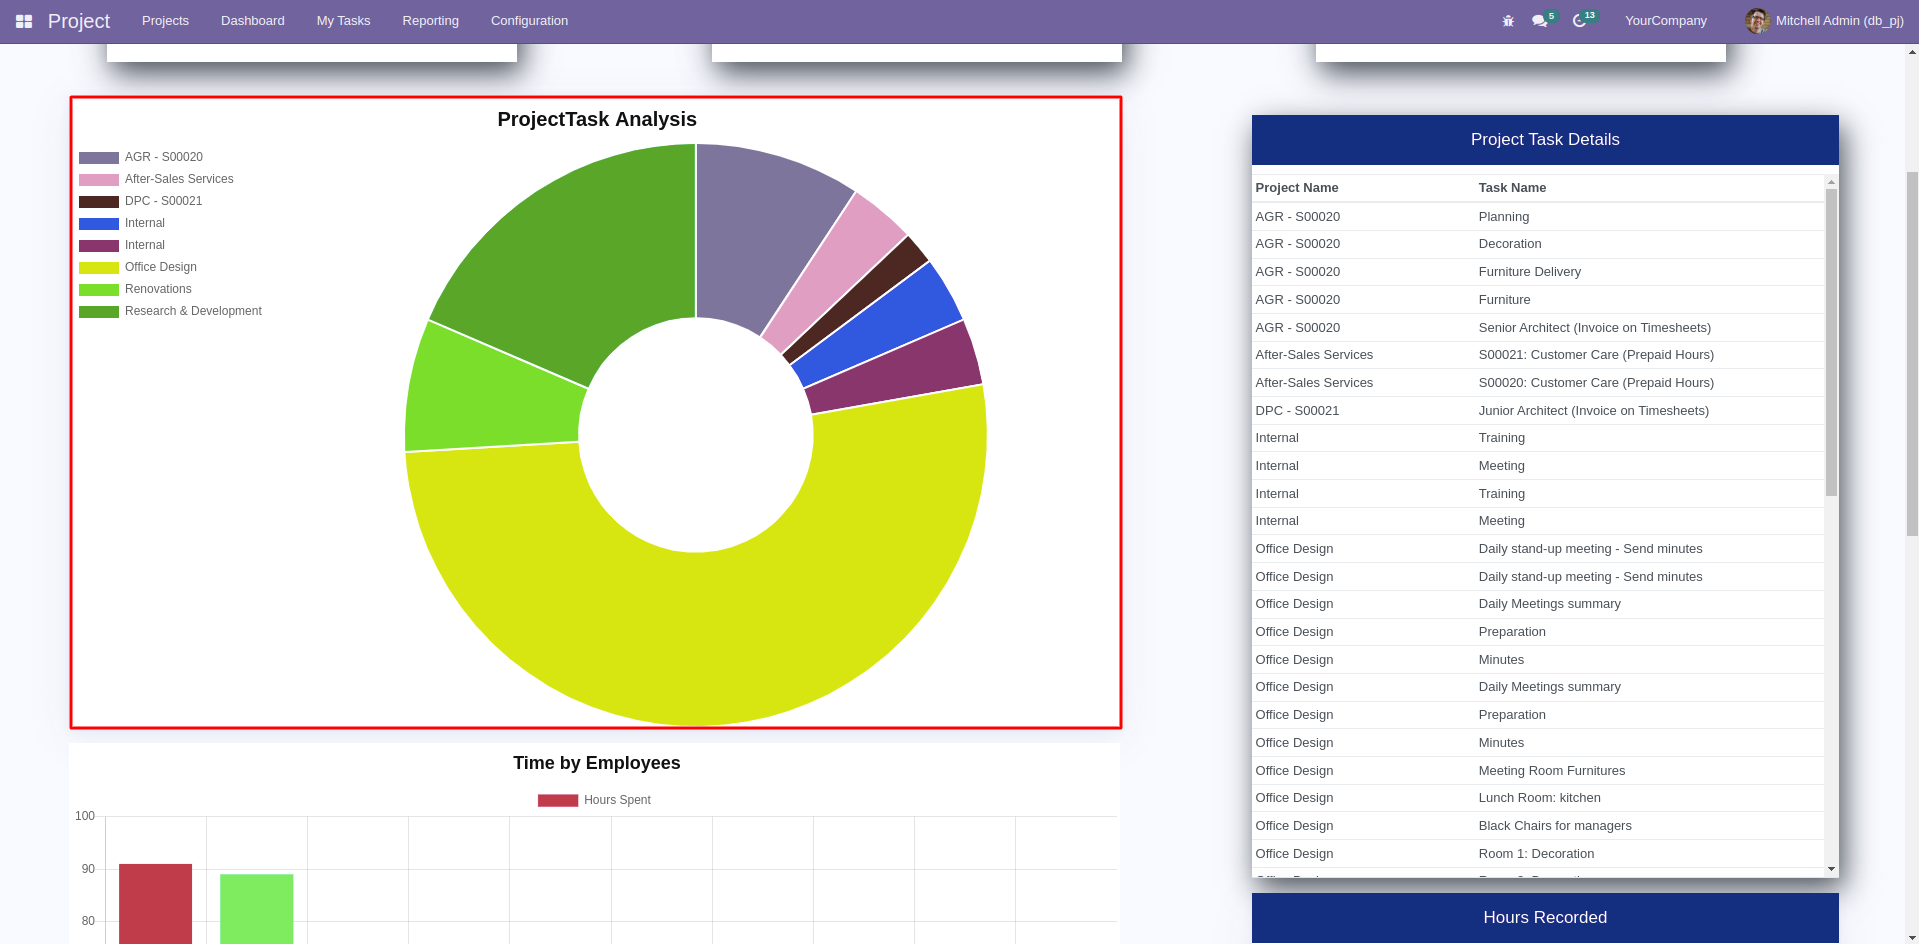 Project Projects Dashboard My Tasks Reporting Configuration 5 13 YourCompany Mitchell Admin (db_pj)
ProjectTask Analysis
AGR - S00020
After-Sales Services
DPC - S00021
Internal
Internal
Office Design
Renovations
Research & Development
Time by Employees
Hours Spent
100
90
80
Project Task Details
Project Name Task Name
AGR - S00020 Planning
AGR - S00020 Decoration
AGR - S00020 Furniture Delivery
AGR - S00020 Furniture
AGR - S00020 Senior Architect (Invoice on Timesheets)
After-Sales Services S00021: Customer Care (Prepaid Hours)
After-Sales Services S00020: Customer Care (Prepaid Hours)
DPC - S00021 Junior Architect (Invoice on Timesheets)
Internal Training
Internal Meeting
Internal Training
Internal Meeting
Office Design Daily stand-up meeting - Send minutes
Office Design Daily stand-up meeting - Send minutes
Office Design Daily Meetings summary
Office Design Preparation
Office Design Minutes
Office Design Daily Meetings summary
Office Design Preparation
Office Design Minutes
Office Design Meeting Room Furnitures
Office Design Lunch Room: kitchen
Office Design Black Chairs for managers
Office Design Room 1: Decoration
Hours Recorded